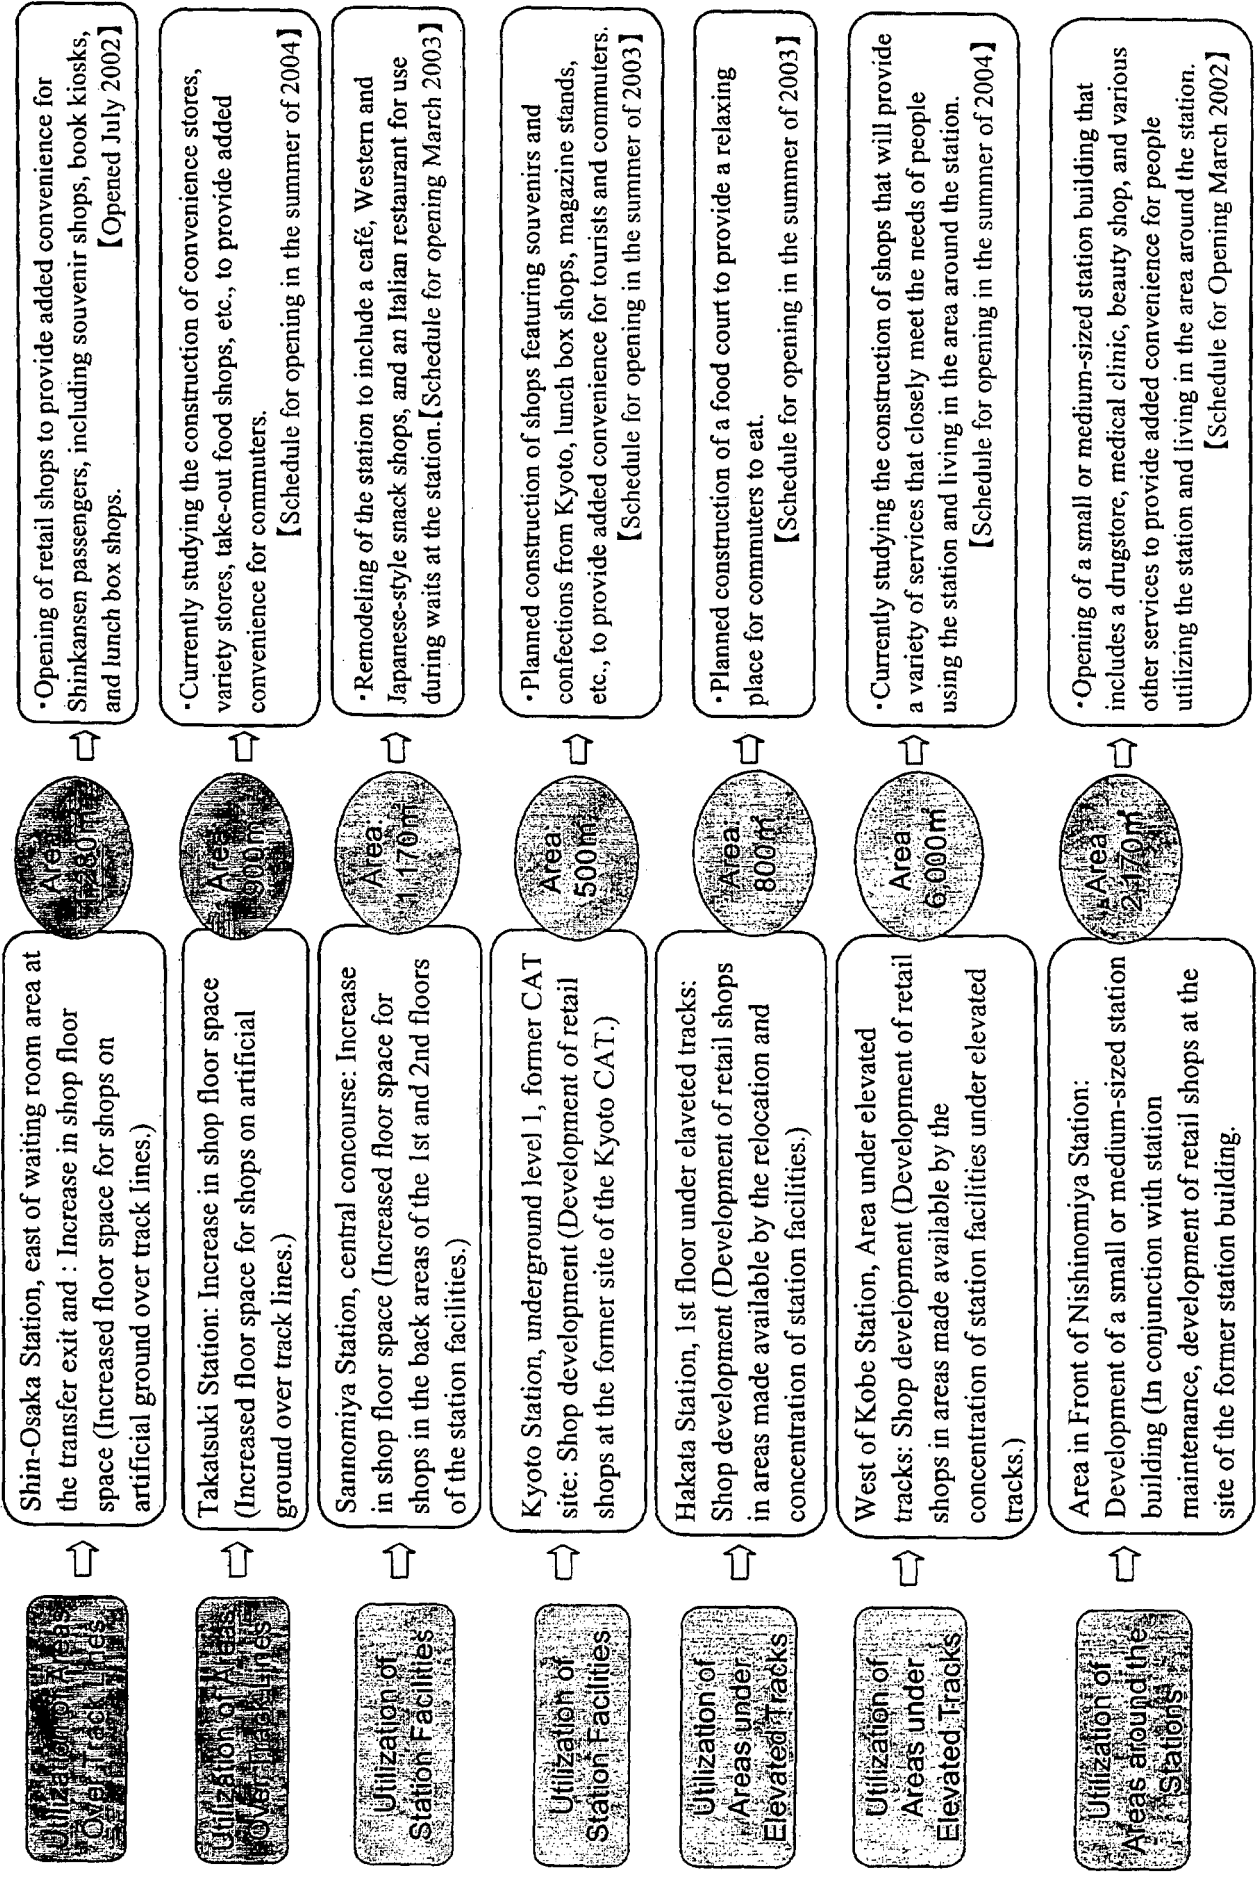 Utilization of Areas
Over Track Lines
Shin-Osaka Station, east of waiting room area at
the transfer exit and : Increase in shop floor
space (Increased floor space for shops on
artificial ground over track lines.)
Area
1,280㎡
・Opening of retail shops to provide added convenience for
Shinkansen passengers, including souvenir shops, book kiosks,
and lunch box shops.
【Opened July 2002】
Utilization of Areas
Over Track Lines
Takatsuki Station: Increase in shop floor space
(Increased floor space for shops on artificial
ground over track lines.)
Area
900㎡
・Currently studying the construction of convenience stores,
variety stores, take-out food shops, etc., to provide added
convenience for commuters.
【Schedule for opening in the summer of 2004】
Utilization of
Station Facilities
Sannomiya Station, central concourse: Increase
in shop floor space (Increased floor space for
shops in the back areas of the 1st and 2nd floors
of the station facilities.)
Area
1,170㎡
・Remodeling of the station to include a café, Western and
Japanese-style snack shops, and an Italian restaurant for use
during waits at the station.【Schedule for opening March 2003】
Utilization of
Station Facilities
Kyoto Station, underground level 1, former CAT
site: Shop development (Development of retail
shops at the former site of the Kyoto CAT.)
Area
500㎡
・Planned construction of shops featuring souvenirs and
confections from Kyoto, lunch box shops, magazine stands,
etc., to provide added convenience for tourists and commuters.
【Schedule for opening in the summer of 2003】
Utilization of
Areas under
Elevated Tracks
Hakata Station, 1st floor under elaveted tracks:
Shop development (Development of retail shops
in areas made available by the relocation and
concentration of station facilities.)
Area
800㎡
・Planned construction of a food court to provide a relaxing
place for commuters to eat.
【Schedule for opening in the summer of 2003】
Utilization of
Areas under
Elevated Tracks
West of Kobe Station, Area under elevated
tracks: Shop development (Development of retail
shops in areas made available by the
concentration of station facilities under elevated
tracks.)
Area
6,000㎡
・Currently studying the construction of shops that will provide
a variety of services that closely meet the needs of people
using the station and living in the area around the station.
【Schedule for opening in the summer of 2004】
Utilization of
Areas around the
Stations
Area in Front of Nishinomiya Station:
Development of a small or medium-sized station
building (In conjunction with station
maintenance, development of retail shops at the
site of the former station building.
Area
2,170㎡
・Opening of a small or medium-sized station building that
includes a drugstore, medical clinic, beauty shop, and various
other services to provide added convenience for people
utilizing the station and living in the area around the station.
【Schedule for Opening March 2002】